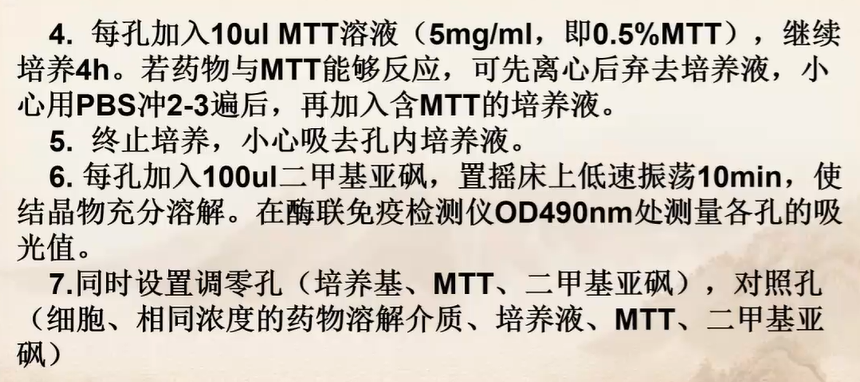 4. 每孔加入10ul MTT溶液（5mg/ml，即0.5%MTT），继续
培养4h。若药物与MTT能够反应，可先离心后弃去培养液，小
心用PBS冲2-3遍后，再加入含MTT的培养液。
5. 终止培养，小心吸去孔内培养液。
6. 每孔加入100ul二甲基亚砜，置摇床上低速振荡10min，使
结晶物充分溶解。在酶联免疫检测仪OD490nm处测量各孔的吸
光值。
7.同时设置调零孔（培养基、MTT、二甲基亚砜），对照孔
（细胞、相同浓度的药物溶解介质、培养液、MTT、二甲基亚
砜）